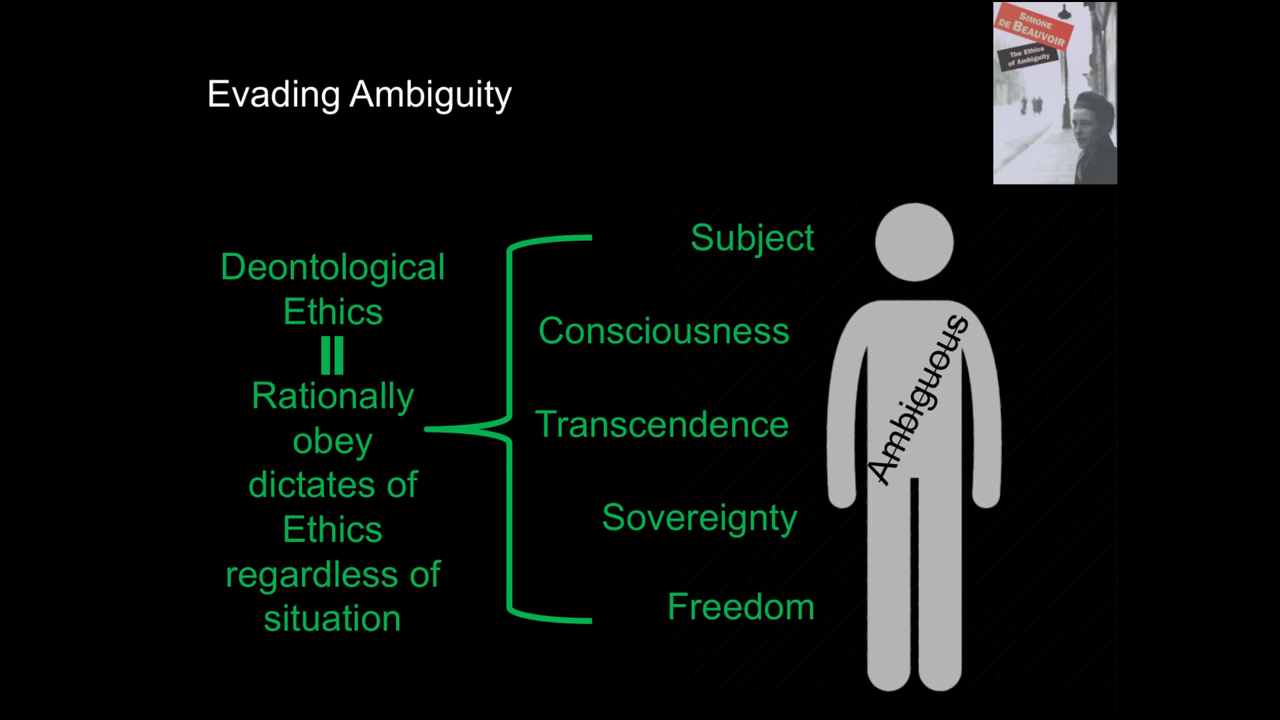 Evading Ambiguity
SIMONE
DE BEAUVOIR
The Ethics
of Ambiguity
Deontological
Ethics
=
Rationally
obey
dictates of
Ethics
regardless of
situation
Subject
Consciousness
Transcendence
Sovereignty
Freedom
Ambiguous